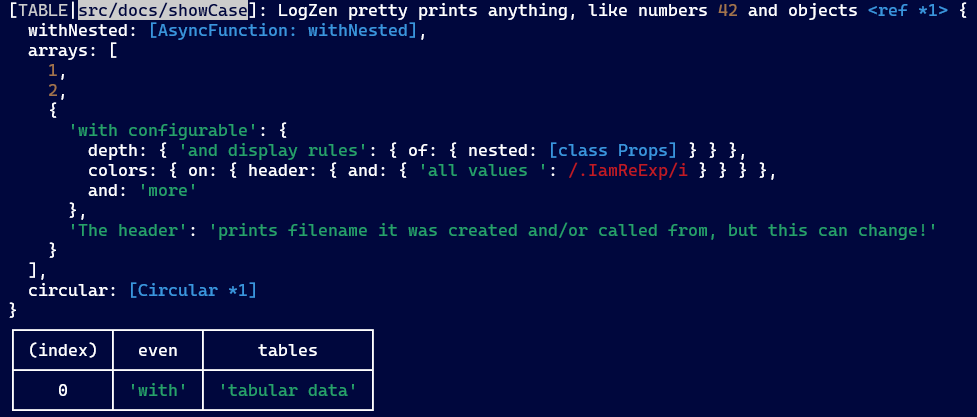 [TABLE|src/docs/showCase]: LogZen pretty prints anything, like numbers 42 and objects <ref *1> {
  withNested: [AsyncFunction: withNested],
  arrays: [
    1,
    2,
    {
      'with configurable': {
        depth: { 'and display rules': { of: { nested: [class Props] } } },
        colors: { on: { header: { and: { 'all values ': /.IamReExp/i } } } },
        and: 'more'
      },
      'The header': 'prints filename it was created and/or called from, but this can change!'
    }
  ],
  circular: [Circular *1]
}
(index) even tables
0 'with' 'tabular data'